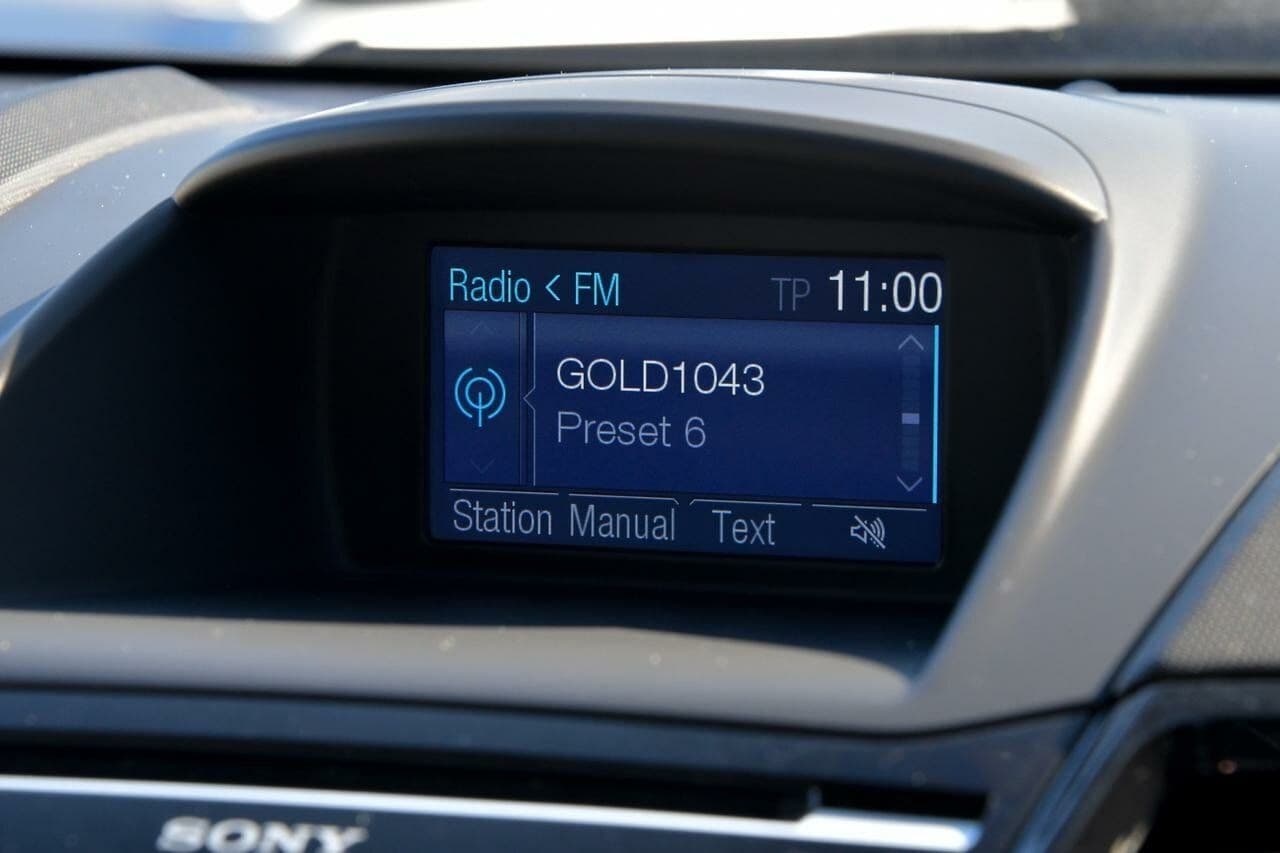 Radio < FM TP 11:00
GOLD1043
Preset 6
Station Manual Text
SONY